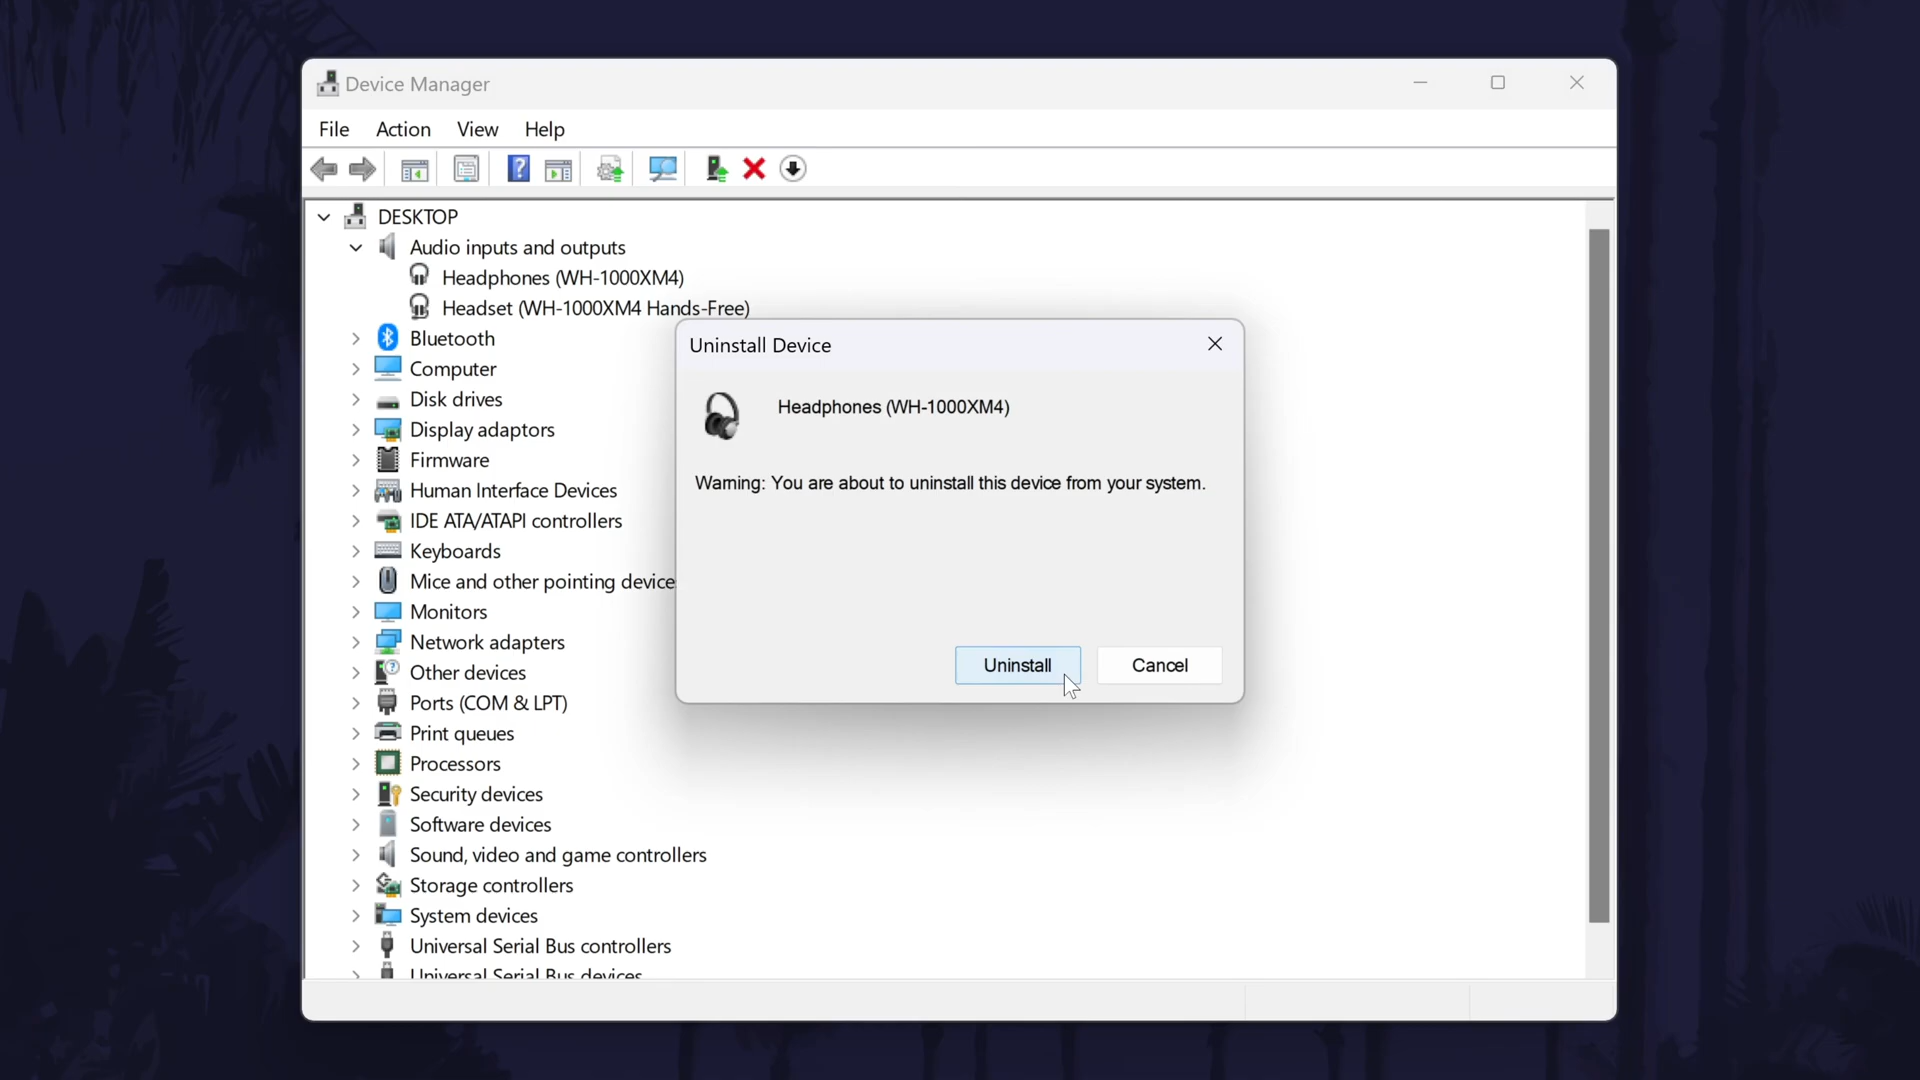 Device Manager
File Action View Help
DESKTOP
Audio inputs and outputs
Headphones (WH-1000XM4)
Headset (WH-1000XM4 Hands-Free)
Bluetooth
Computer
Disk drives
Display adaptors
Firmware
Human Interface Devices
IDE ATA/ATAPI controllers
Keyboards
Mice and other pointing device
Monitors
Network adapters
Other devices
Ports (COM & LPT)
Print queues
Processors
Security devices
Software devices
Sound, video and game controllers
Storage controllers
System devices
Universal Serial Bus controllers
Universal Serial Bus devices
Uninstall Device
Headphones (WH-1000XM4)
Warning: You are about to uninstall this device from your system.
Uninstall Cancel